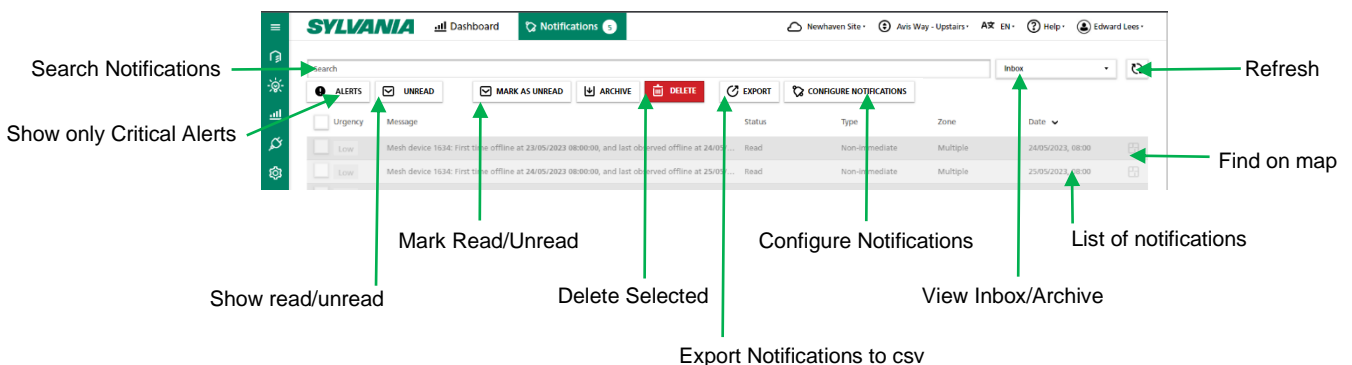 SYLVANIA Dashboard Notifications 5 Newhaven Site Avis Way - Upstairs EN Help Edward Lees
Search Notifications
Search
Inbox
Refresh
ALERTS UNREAD MARK AS UNREAD ARCHIVE DELETE EXPORT CONFIGURE NOTIFICATIONS
Urgency Message Status Type Zone Date
Show only Critical Alerts
Low Mesh device 1634: First time offline at 23/05/2023 08:00:00, and last observed offline at 24/05/... Read Non-immediate Multiple 24/05/2023, 08:00
Find on map
Low Mesh device 1634: First time offline at 23/05/2023 08:00:00, and last observed offline at 25/05/... Read Non-immediate Multiple 25/05/2023, 08:00
Mark Read/Unread
Configure Notifications
List of notifications
Show read/unread
Delete Selected
View Inbox/Archive
Export Notifications to csv